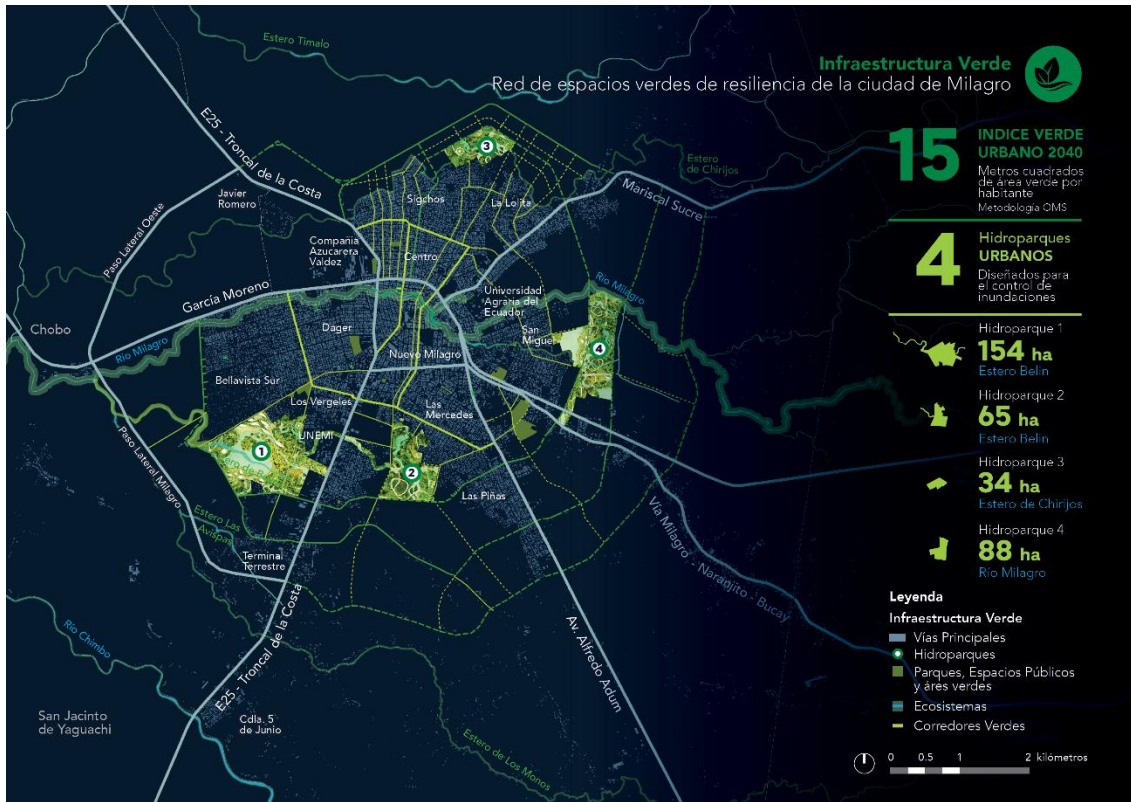 Infraestructura Verde
Red de espacios verdes de resiliencia de la ciudad de Milagro
15
INDICE VERDE
URBANO 2040
Metros cuadrados
de área verde por
habitante
Metodología OMS
4
Hidroparques
URBANOS
Diseñados para
el control de
inundaciones
Hidroparque 1
154 ha
Estero Belín
Hidroparque 2
65 ha
Estero Belín
Hidroparque 3
34 ha
Estero de Chirijos
Hidroparque 4
88 ha
Río Milagro
Leyenda
Infraestructura Verde
Vías Principales
Hidroparques
Parques, Espacios Públicos
y áres verdes
Ecosistemas
Corredores Verdes
0 0.5 1 2 kilómetros
Estero Timalo
E25 - Troncal de la Costa
3
Estero
de Chirijos
Mariscal Sucre
Javier
Romero
Sigchos
La Lolita
Paso Lateral Oeste
Compañia
Azucarera
Valdez
Centro
García Moreno
Universidad
Agraria del
Ecuador
Río Milagro
Chobo
Río Milagro
Dager
San
Miguel
4
Nuevo Milagro
Bellavista Sur
Los Vergeles
Las
Mercedes
UNEMI
1
2
Paso Lateral Milagro
Las Piñas
Estero Las
Avispas
Terminal
Terrestre
Vía Milagro - Naranjito - Bucay
E25 - Troncal de la Costa
Av. Alfredo Adum
Río Chimbo
San Jacinto
de Yaguachi
Cdla. 5
de Junio
Estero de Los Monos